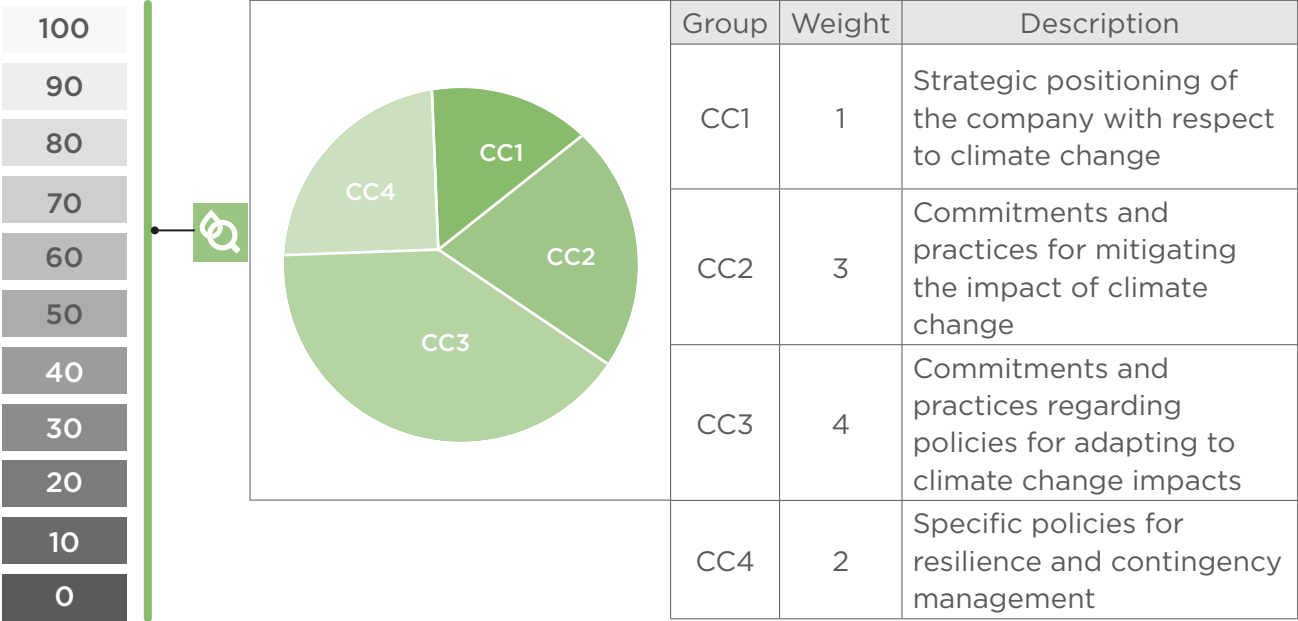 100
90
80
70
60
50
40
30
20
10
0
CC1
CC2
CC3
CC4
Group Weight Description
CC1 1 Strategic positioning of
the company with respect
to climate change
CC2 3 Commitments and
practices for mitigating
the impact of climate
change
CC3 4 Commitments and
practices regarding
policies for adapting to
climate change impacts
CC4 2 Specific policies for
resilience and contingency
management